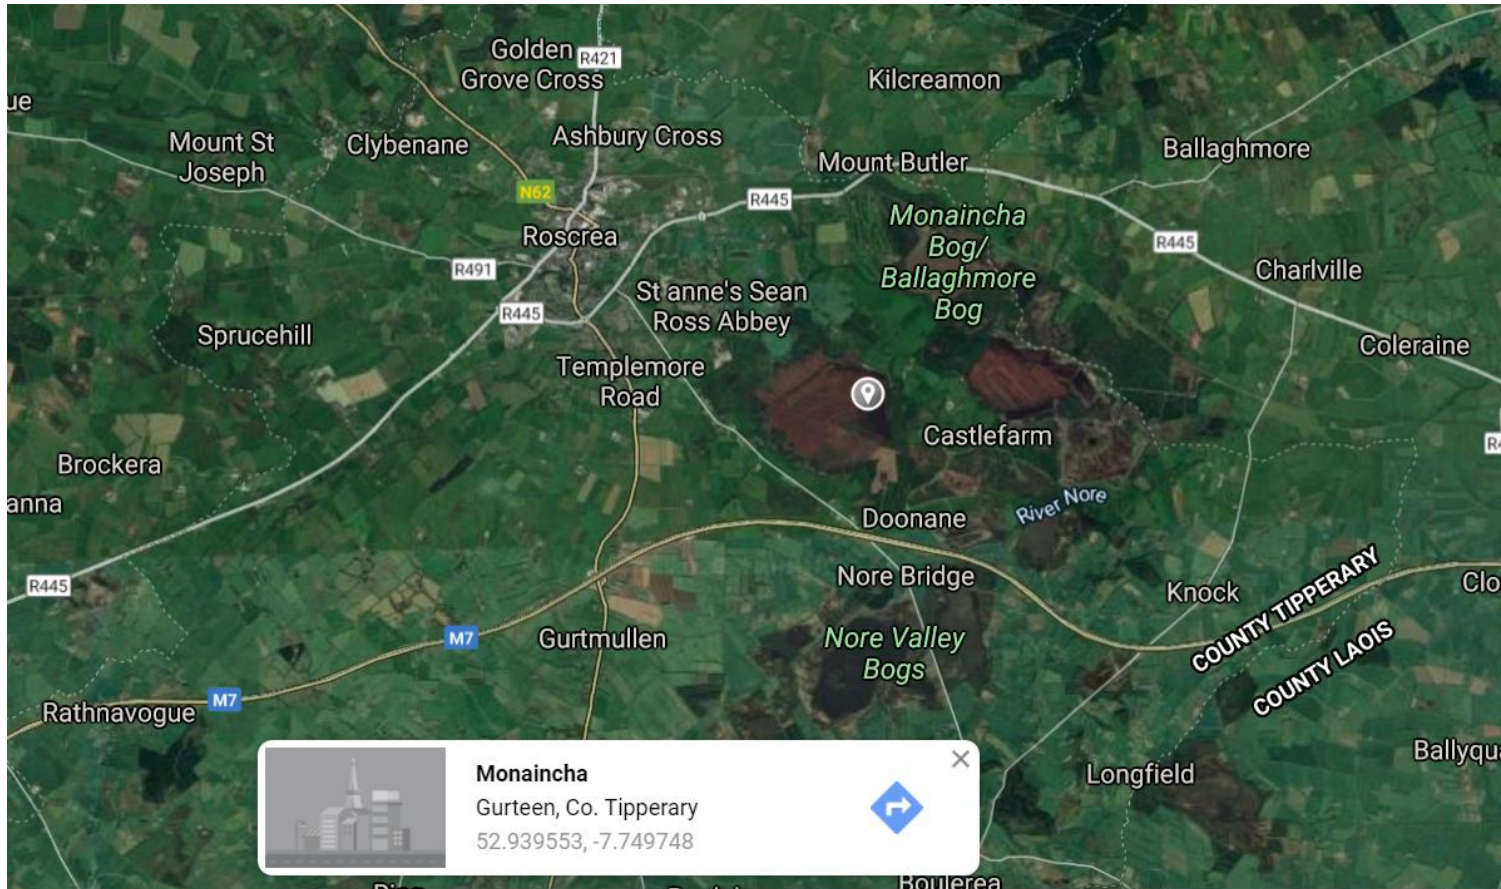 Golden
Grove Cross
R421
Kilcreamon
ue
Mount St
Joseph
Clybenane
Ashbury Cross
Mount Butler
Ballaghmore
N62
R445
Monaincha
Bog/
Ballaghmore
Bog
Roscrea
R445
R491
Charlville
St anne's Sean
Ross Abbey
R445
Sprucehill
Coleraine
Templemore
Road
Castlefarm
Brockera
anna
River Nore
Doonane
R445
Nore Bridge
Knock
COUNTY TIPPERARY
COUNTY LAOIS
Clo
M7
Gurtmullen
Nore Valley
Bogs
M7
Rathnavogue
Ballyqu
Longfield
Monaincha
Gurteen, Co. Tipperary
52.939553, -7.749748
Boulerea